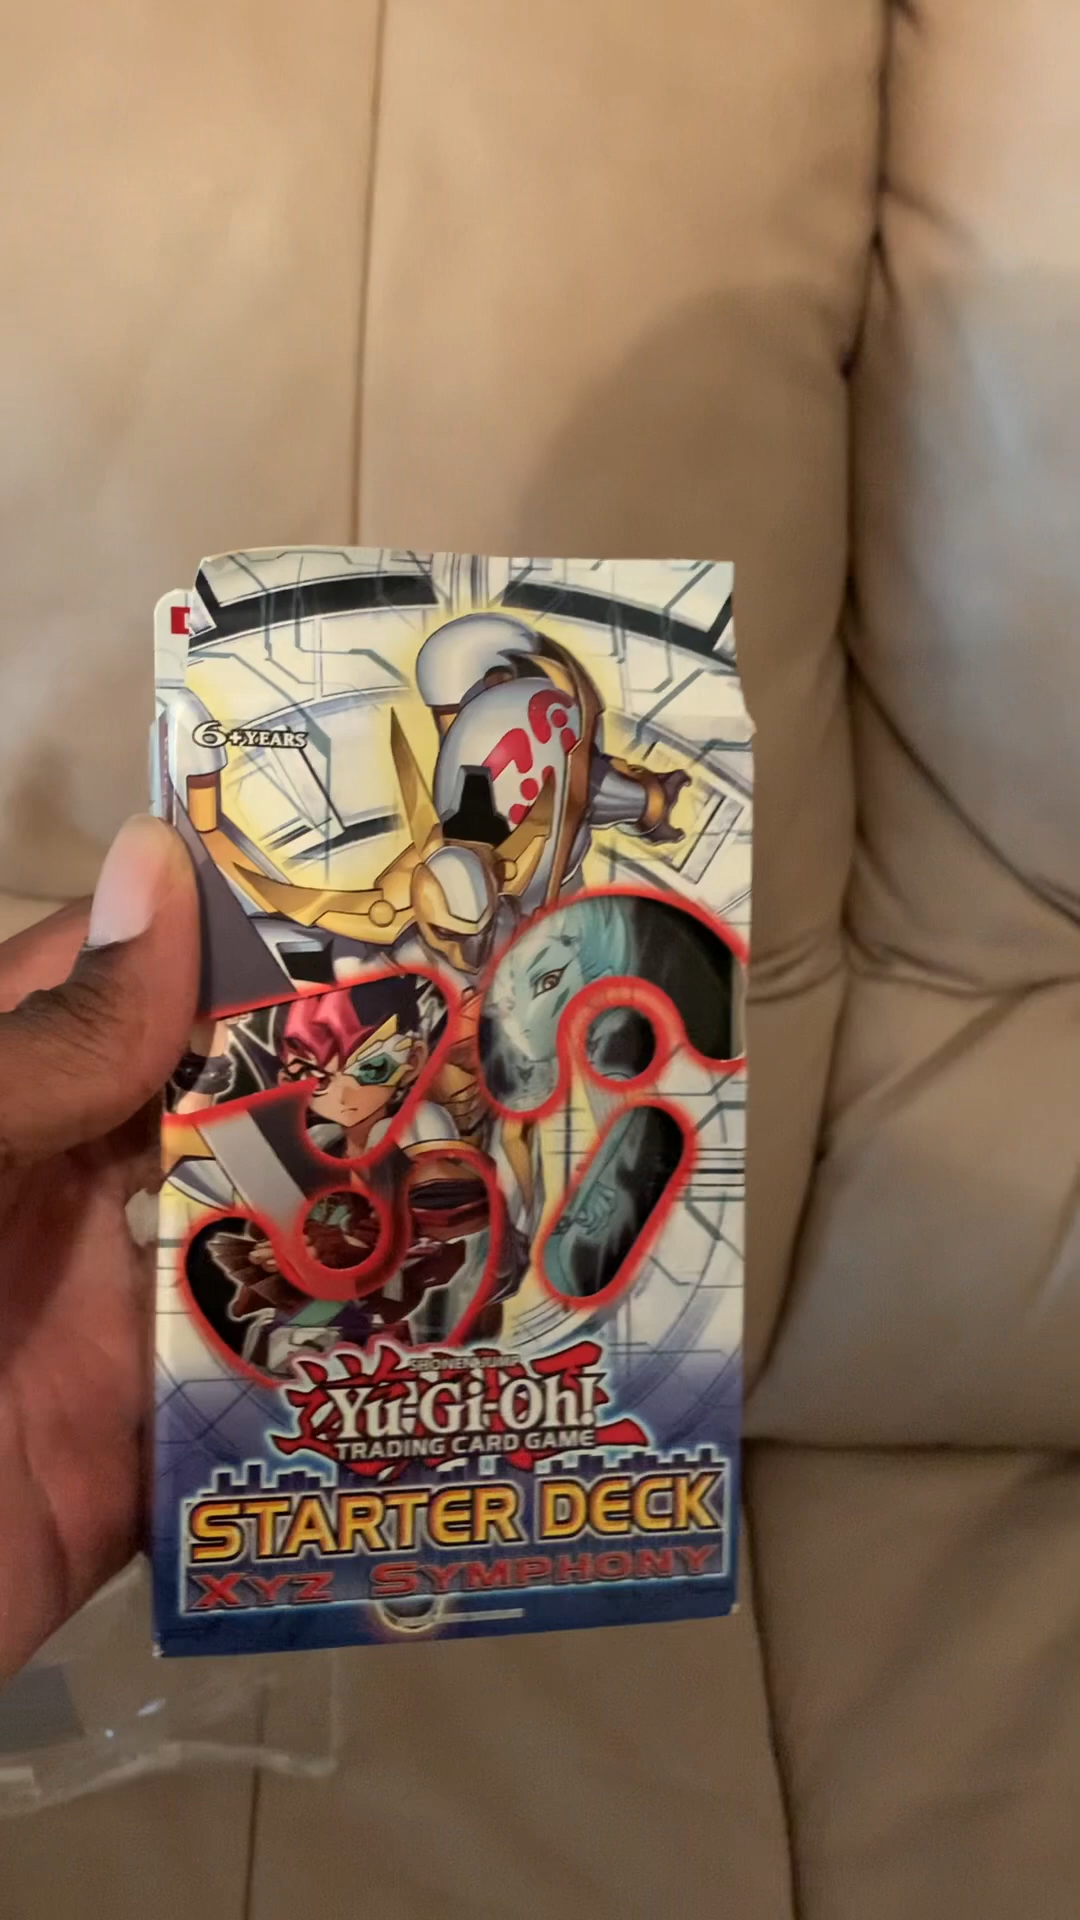 6+YEARS
SHONEN JUMP
Yu-Gi-Oh!
TRADING CARD GAME
STARTER DECK
XYZ SYMPHONY